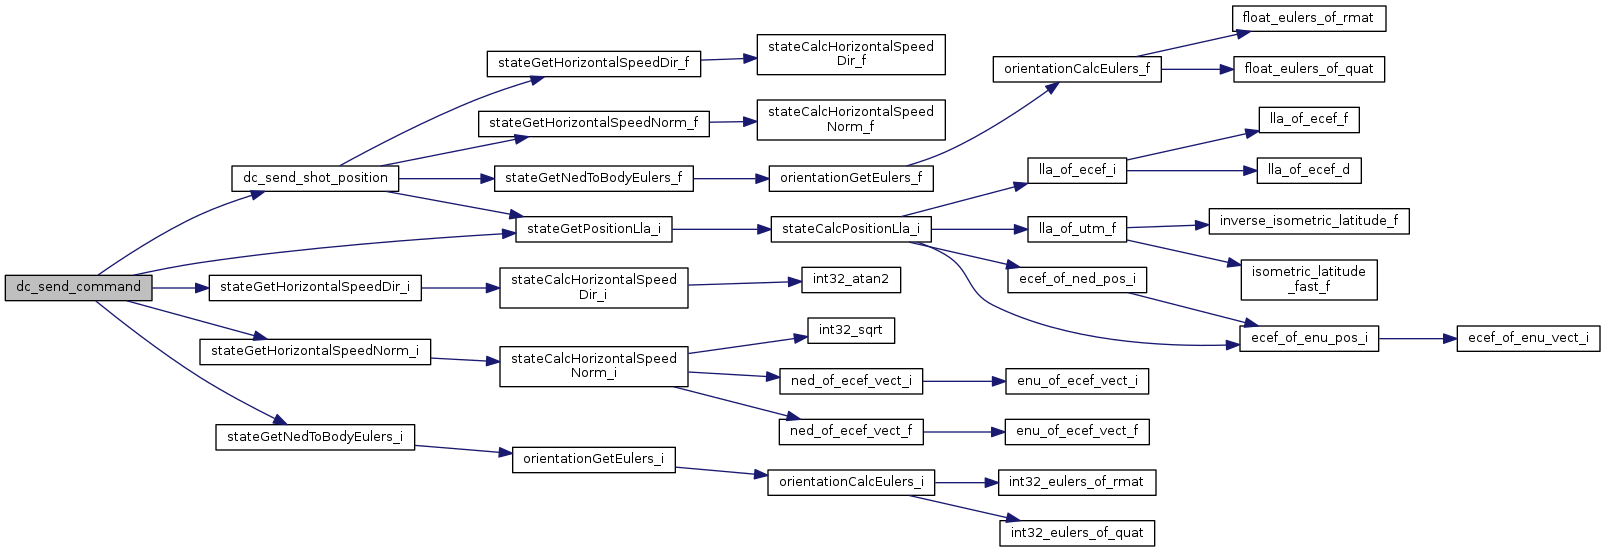 dc_send_command
dc_send_shot_position
stateGetHorizontalSpeedDir_i
stateGetHorizontalSpeedNorm_i
stateGetNedToBodyEulers_i
stateGetHorizontalSpeedDir_f
stateGetHorizontalSpeedNorm_f
stateGetNedToBodyEulers_f
stateGetPositionLla_i
stateCalcHorizontalSpeed
Dir_i
stateCalcHorizontalSpeed
Norm_i
orientationGetEulers_i
stateCalcHorizontalSpeed
Dir_f
stateCalcHorizontalSpeed
Norm_f
orientationGetEulers_f
stateCalcPositionLla_i
int32_atan2
int32_sqrt
ned_of_ecef_vect_i
ned_of_ecef_vect_f
orientationCalcEulers_i
orientationCalcEulers_f
lla_of_ecef_i
lla_of_utm_f
ecef_of_ned_pos_i
enu_of_ecef_vect_i
enu_of_ecef_vect_f
int32_eulers_of_rmat
int32_eulers_of_quat
float_eulers_of_rmat
float_eulers_of_quat
lla_of_ecef_f
lla_of_ecef_d
inverse_isometric_latitude_f
isometric_latitude
_fast_f
ecef_of_enu_pos_i
ecef_of_enu_vect_i